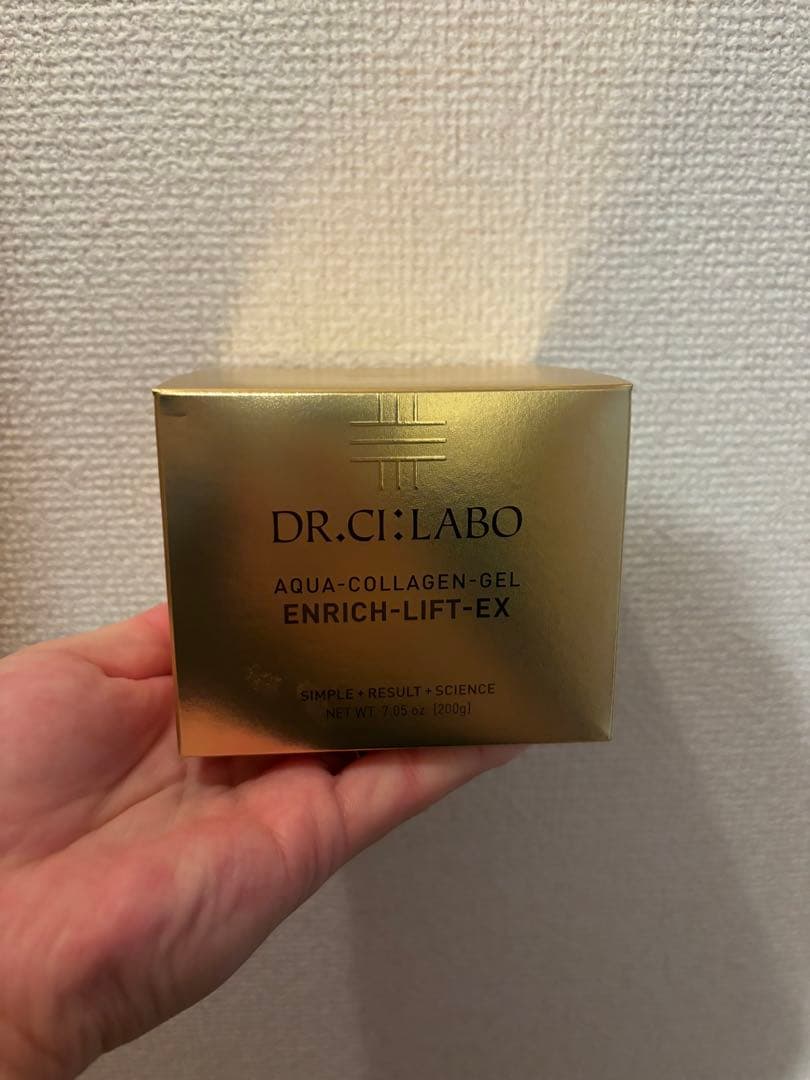 DR.CI:LABO
AQUA-COLLAGEN-GEL
ENRICH-LIFT-EX
SIMPLE+RESULT+SCIENCE
NET WT. 7.05 oz. [200g]